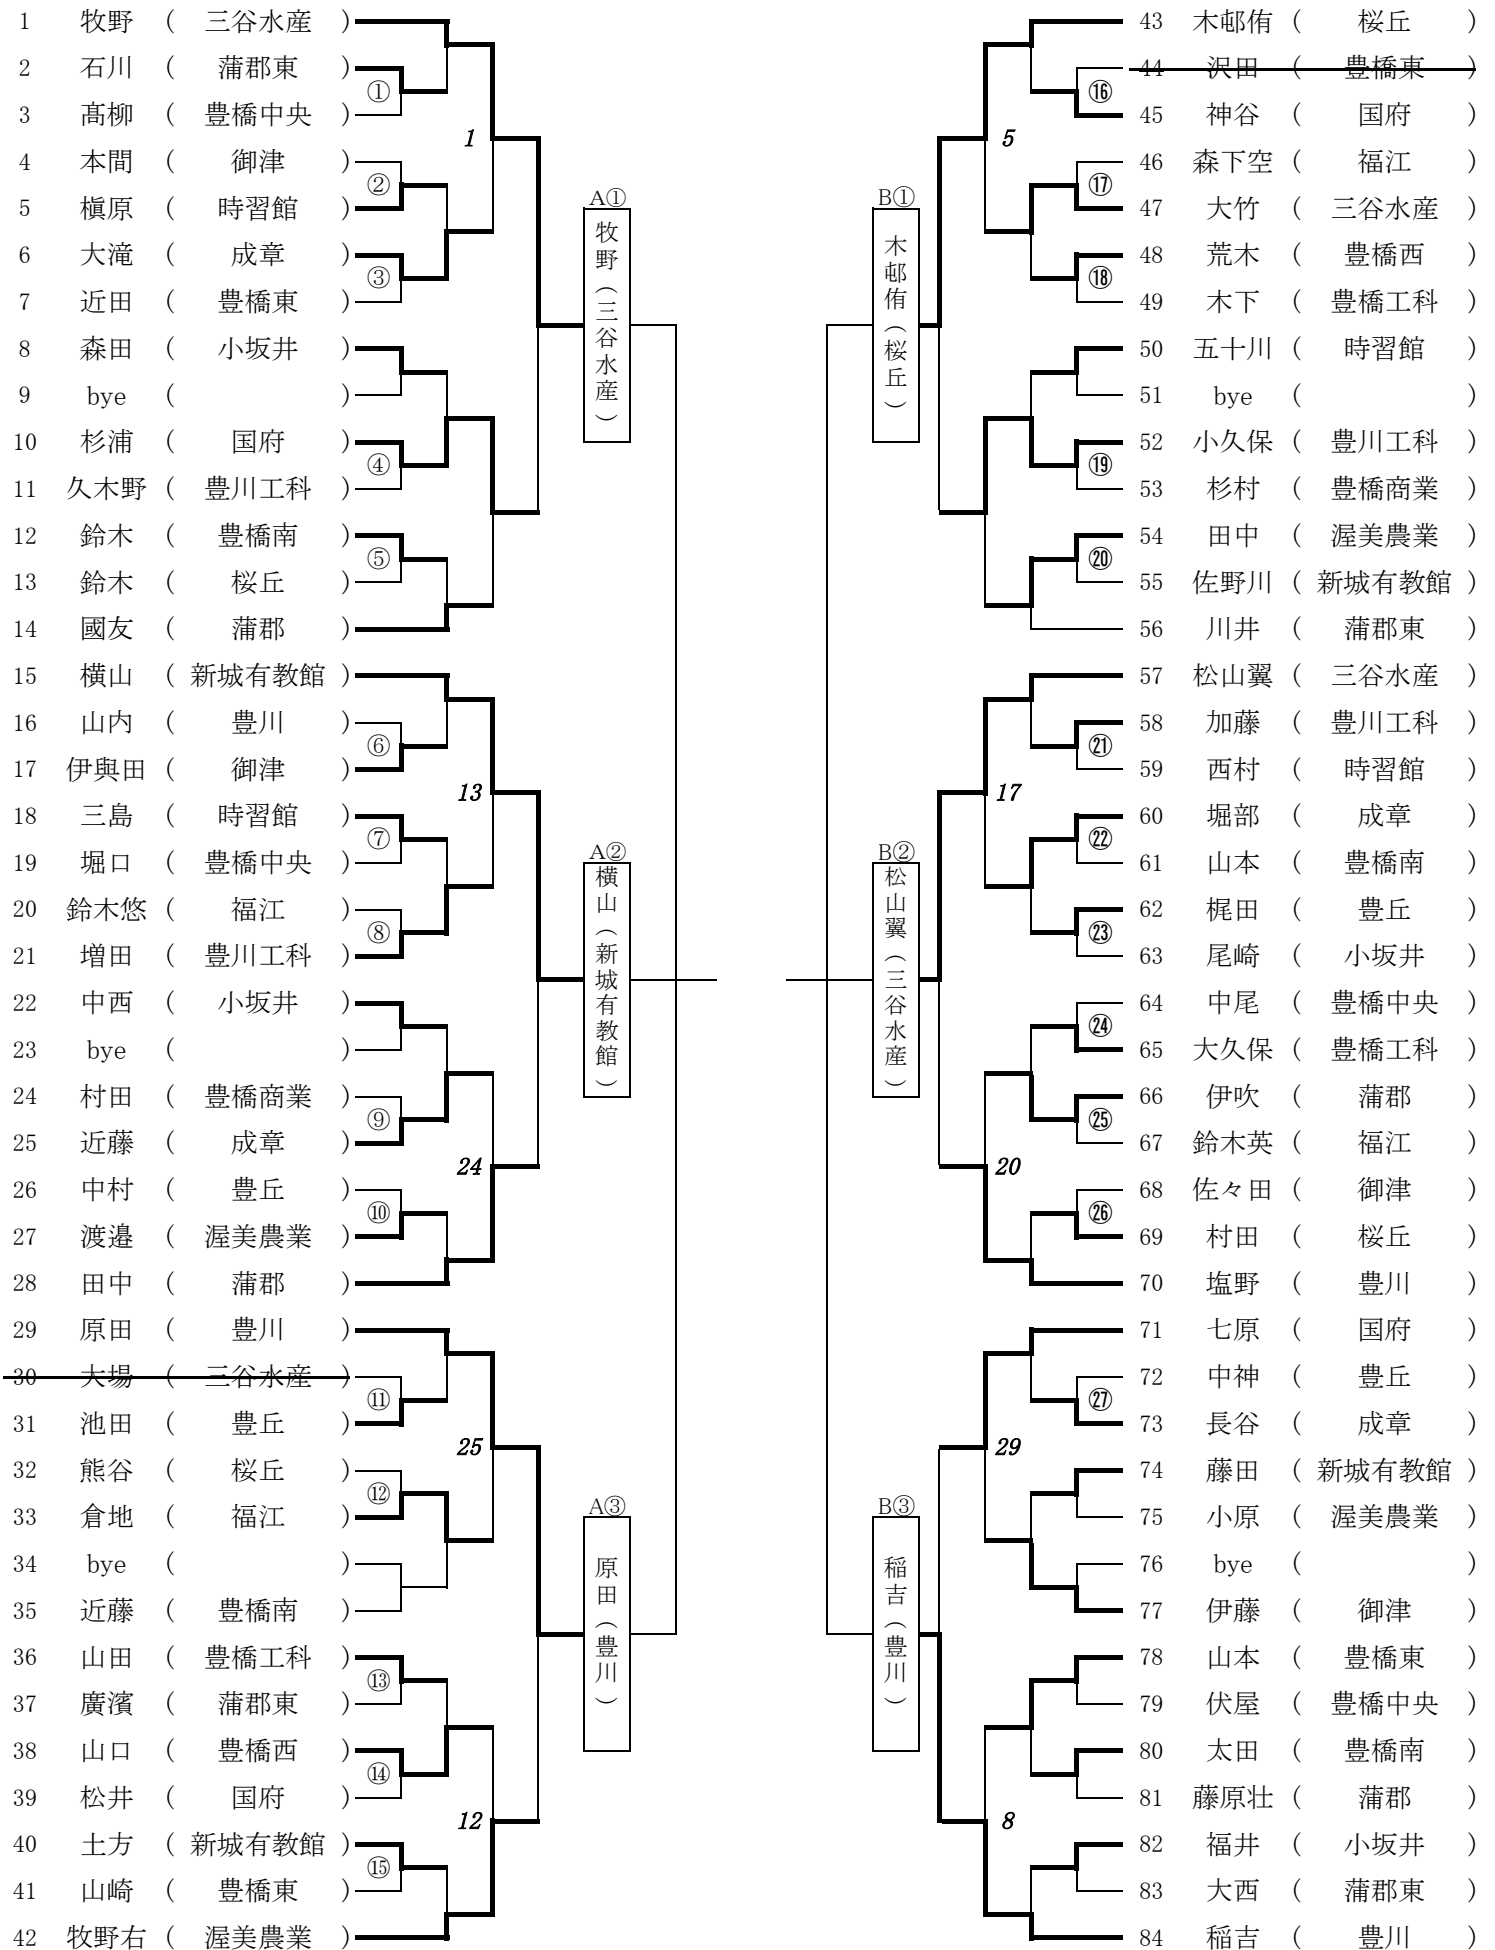 1 牧野 ( 三谷水産 )
2 石川 ( 蒲郡東 )
①
3 髙柳 ( 豊橋中央 )
1
4 本間 ( 御津 )
②
5 槇原 ( 時習館 )
6 大滝 ( 成章 )
③
7 近田 ( 豊橋東 )
8 森田 ( 小坂井 )
9 bye ( )
10 杉浦 ( 国府 )
④
11 久木野 ( 豊川工科 )
12 鈴木 ( 豊橋南 )
⑤
13 鈴木 ( 桜丘 )
14 國友 ( 蒲郡 )
15 横山 ( 新城有教館 )
16 山内 ( 豊川 )
⑥
17 伊與田 ( 御津 )
13
18 三島 ( 時習館 )
⑦
19 堀口 ( 豊橋中央 )
20 鈴木悠 ( 福江 )
⑧
21 増田 ( 豊川工科 )
22 中西 ( 小坂井 )
23 bye ( )
24 村田 ( 豊橋商業 )
⑨
25 近藤 ( 成章 )
24
26 中村 ( 豊丘 )
⑩
27 渡邉 ( 渥美農業 )
28 田中 ( 蒲郡 )
29 原田 ( 豊川 )
30 大場 ( 三谷水産 )
⑪
31 池田 ( 豊丘 )
25
32 熊谷 ( 桜丘 )
⑫
33 倉地 ( 福江 )
34 bye ( )
35 近藤 ( 豊橋南 )
36 山田 ( 豊橋工科 )
⑬
37 廣濱 ( 蒲郡東 )
38 山口 ( 豊橋西 )
⑭
39 松井 ( 国府 )
12
40 土方 ( 新城有教館 )
⑮
41 山崎 ( 豊橋東 )
42 牧野右 ( 渥美農業 )
A①
牧野(三谷水産)
A②
横山(新城有教館)
A③
原田(豊川)
B①
木邨侑(桜丘)
B②
松山翼(三谷水産)
B③
稲吉(豊川)
43 木邨侑 ( 桜丘 )
44 沢田 ( 豊橋東 )
⑯
45 神谷 ( 国府 )
5
46 森下空 ( 福江 )
⑰
47 大竹 ( 三谷水産 )
48 荒木 ( 豊橋西 )
⑱
49 木下 ( 豊橋工科 )
50 五十川 ( 時習館 )
51 bye ( )
52 小久保 ( 豊川工科 )
⑲
53 杉村 ( 豊橋商業 )
54 田中 ( 渥美農業 )
⑳
55 佐野川 ( 新城有教館 )
56 川井 ( 蒲郡東 )
57 松山翼 ( 三谷水産 )
58 加藤 ( 豊川工科 )
㉑
59 西村 ( 時習館 )
17
60 堀部 ( 成章 )
㉒
61 山本 ( 豊橋南 )
62 梶田 ( 豊丘 )
㉓
63 尾崎 ( 小坂井 )
64 中尾 ( 豊橋中央 )
㉔
65 大久保 ( 豊橋工科 )
66 伊吹 ( 蒲郡 )
㉕
67 鈴木英 ( 福江 )
20
68 佐々田 ( 御津 )
㉖
69 村田 ( 桜丘 )
70 塩野 ( 豊川 )
71 七原 ( 国府 )
72 中神 ( 豊丘 )
㉗
73 長谷 ( 成章 )
29
74 藤田 ( 新城有教館 )
75 小原 ( 渥美農業 )
76 bye ( )
77 伊藤 ( 御津 )
78 山本 ( 豊橋東 )
79 伏屋 ( 豊橋中央 )
80 太田 ( 豊橋南 )
81 藤原壮 ( 蒲郡 )
8
82 福井 ( 小坂井 )
83 大西 ( 蒲郡東 )
84 稲吉 ( 豊川 )